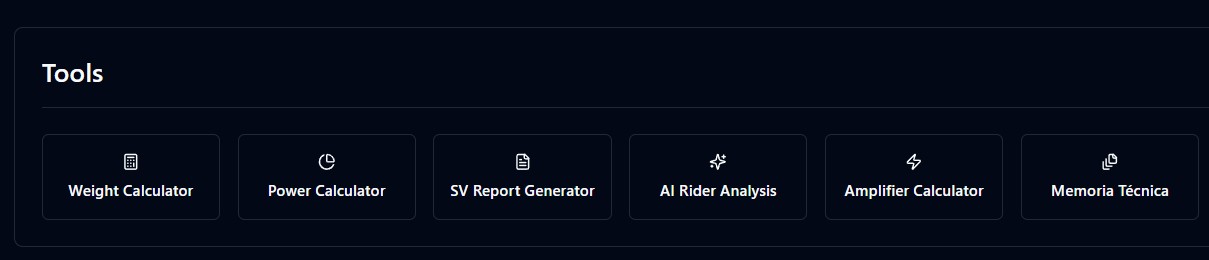 Tools
Weight Calculator
Power Calculator
SV Report Generator
AI Rider Analysis
Amplifier Calculator
Memoria Técnica